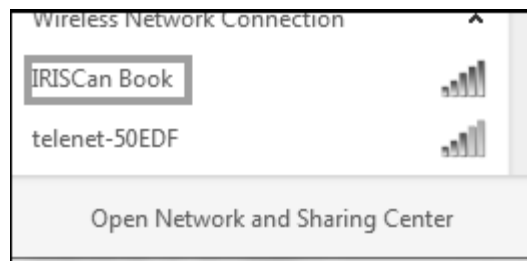 Wireless Network Connection
IRISCan Book
telenet-50EDF
Open Network and Sharing Center